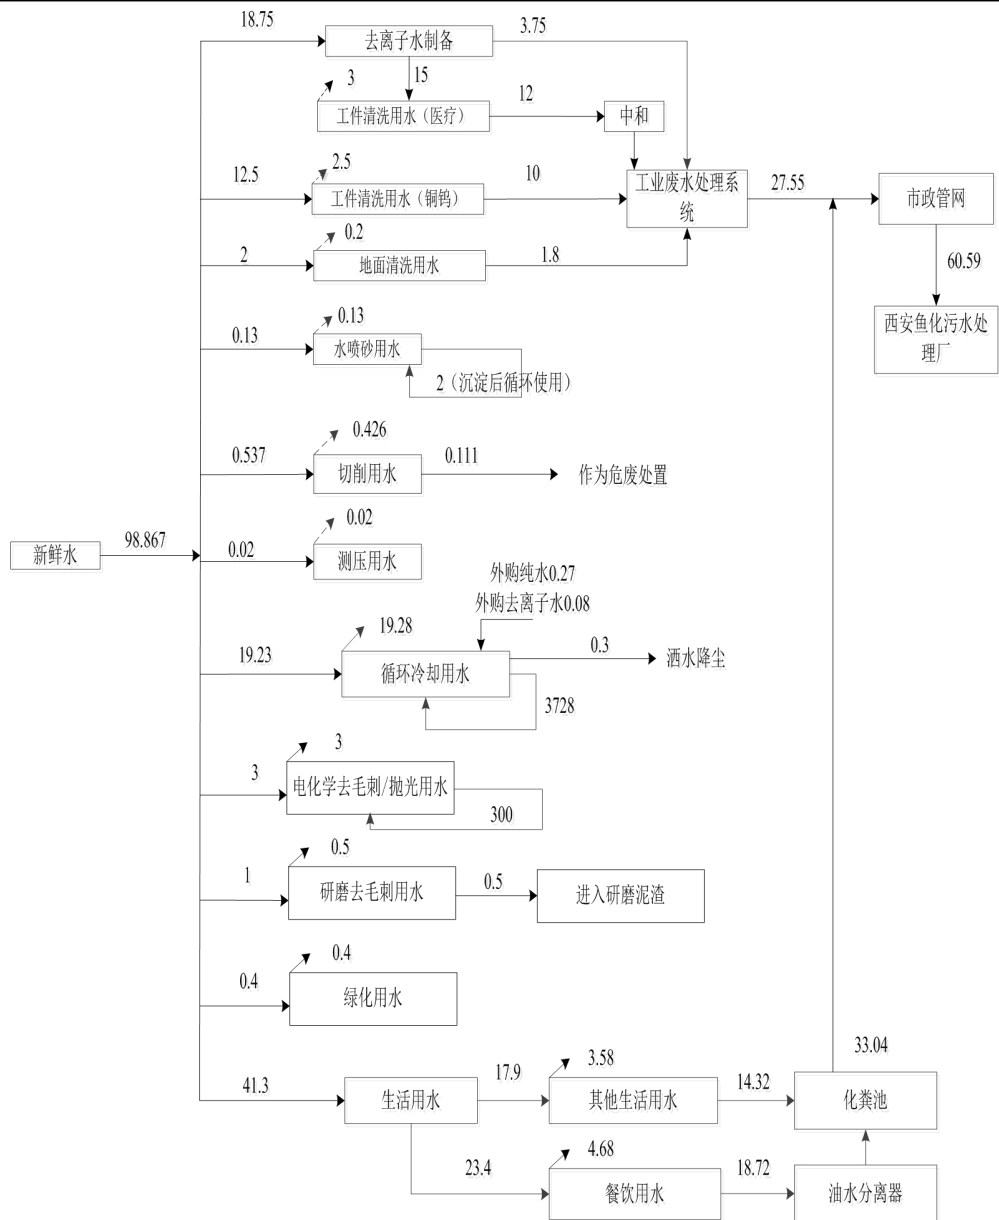 18.75
去离子水制备
3.75
15
3
工件清洗用水（医疗）
12
中和
12.5
2.5
工件清洗用水（铜钨）
10
工业废水处理系
统
27.55
市政管网
2
0.2
地面清洗用水
1.8
60.59
西安鱼化污水处
理厂
0.13
0.13
水喷砂用水
2（沉淀后循环使用）
0.537
0.426
切削用水
0.111
作为危废处置
新鲜水
98.867
0.02
0.02
测压用水
外购纯水0.27
外购去离子水0.08
19.23
19.28
循环冷却用水
0.3
洒水降尘
3728
3
3
电化学去毛刺/抛光用水
300
1
0.5
研磨去毛刺用水
0.5
进入研磨泥渣
0.4
0.4
绿化用水
33.04
41.3
生活用水
17.9
3.58
其他生活用水
14.32
化粪池
23.4
4.68
餐饮用水
18.72
油水分离器